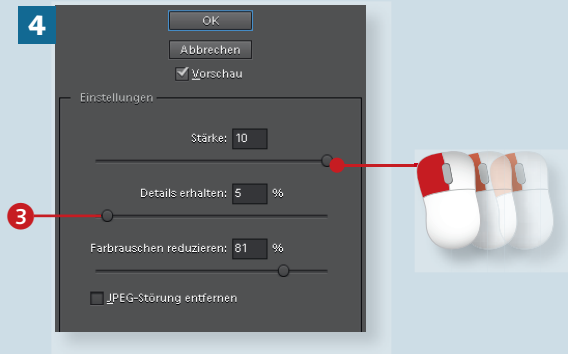 4
OK
Abbrechen
Vorschau
Einstellungen
Stärke: 10
Details erhalten: 5 %
3
Farbrauschen reduzieren: 81 %
JPEG-Störung entfernen